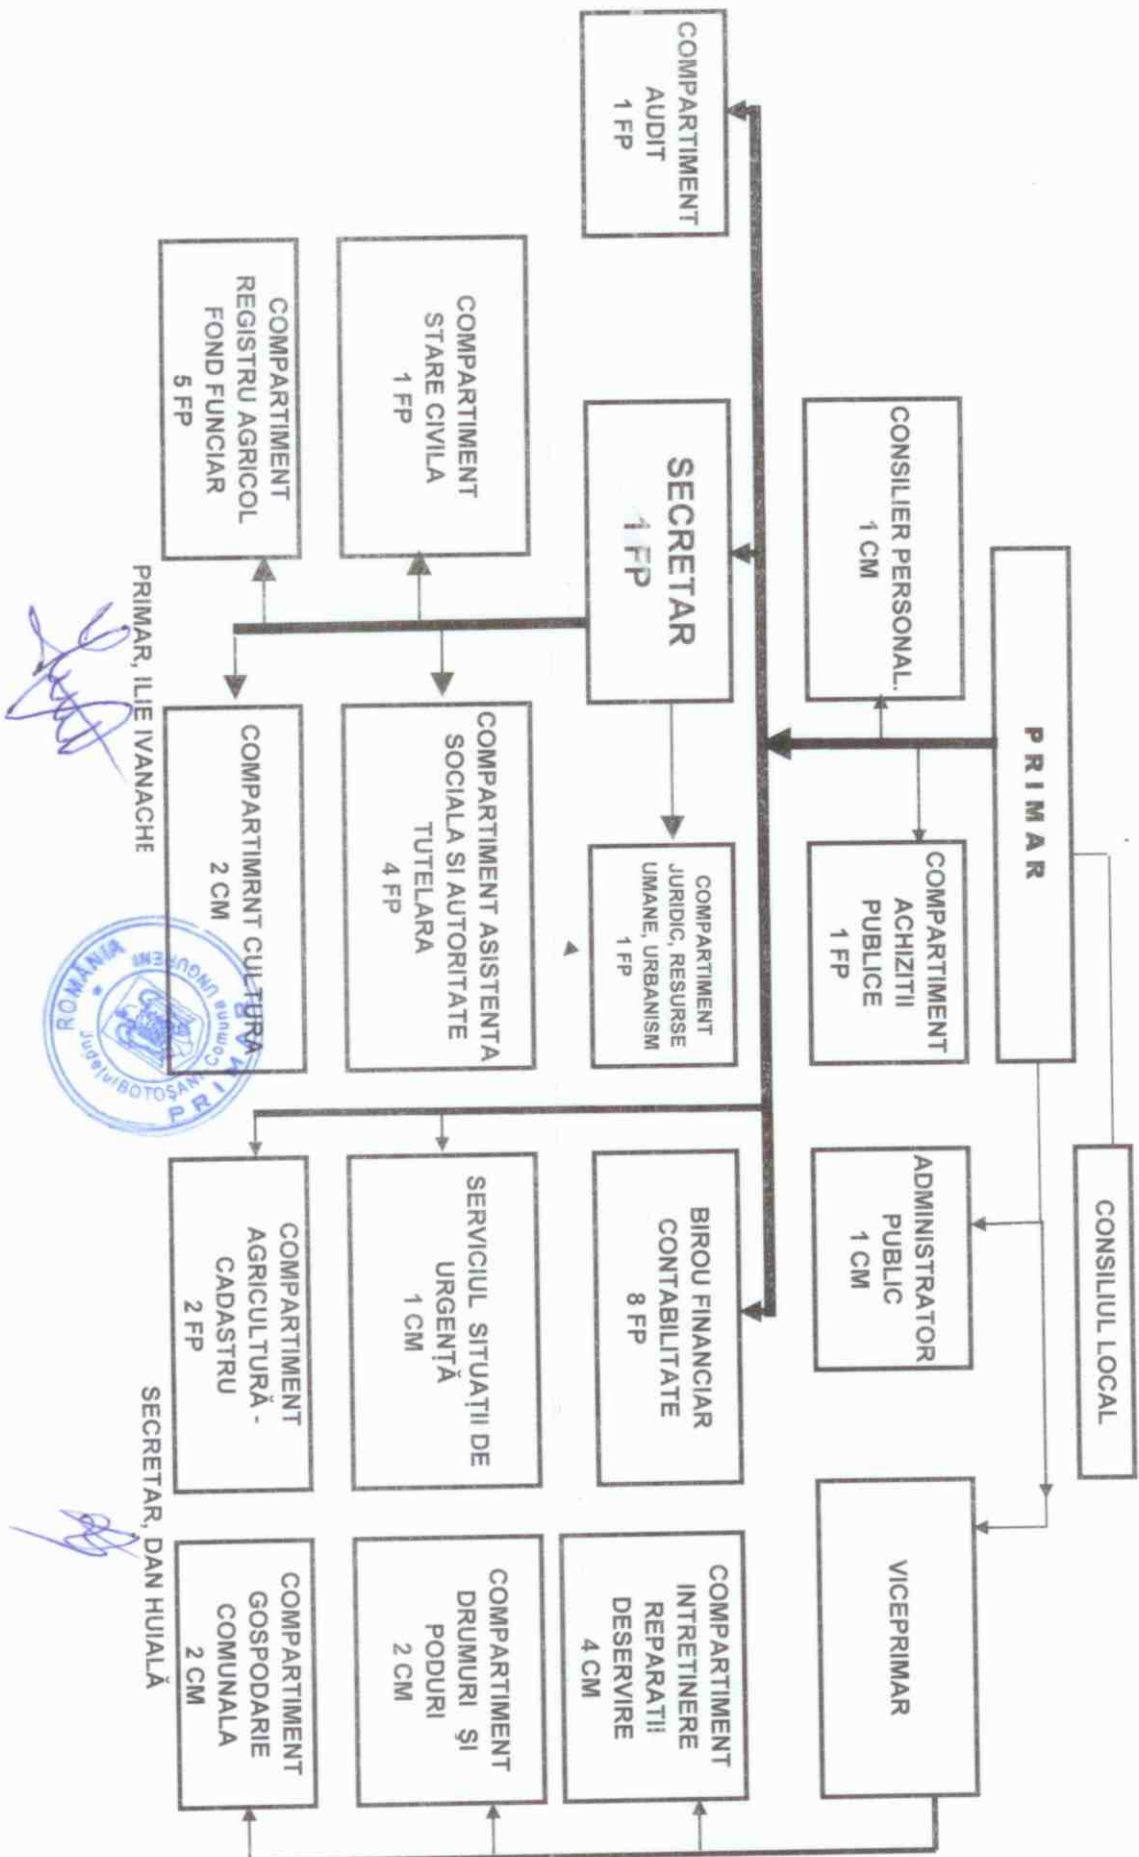 CONSILIUL LOCAL
P R I M A R
CONSILIER PERSONAL.
1 CM
COMPARTIMENT
ACHIZITII
PUBLICE
1 FP
ADMINISTRATOR
PUBLIC
1 CM
VICEPRIMAR
COMPARTIMENT
AUDIT
1 FP
SECRETAR
1 FP
COMPARTIMENT
JURIDIC, RESURSE
UMANE, URBANISM
1 FP
BIROU FINANCIAR
CONTABILITATE
8 FP
COMPARTIMENT
INTRETINERE
REPARATII
DESERVIRE
4 CM
COMPARTIMENT
STARE CIVILA
1 FP
COMPARTIMENT ASISTENTA
SOCIALA SI AUTORITATE
TUTELARA
4 FP
SERVICIUL SITUAȚII DE
URGENȚĂ
1 CM
COMPARTIMENT
DRUMURI ȘI
PODURI
2 CM
COMPARTIMENT
REGISTRU AGRICOL
FOND FUNCIAR
5 FP
COMPARTIMRNT CULTURA
2 CM
COMPARTIMENT
AGRICULTURĂ -
CADASTRU
2 FP
COMPARTIMENT
GOSPODARIE
COMUNALA
2 CM
PRIMAR, ILIE IVANACHE
SECRETAR, DAN HUIALĂ
ROMÂNIA
Județul BOTOȘANI
Comuna UNGURENI
PRIMAR